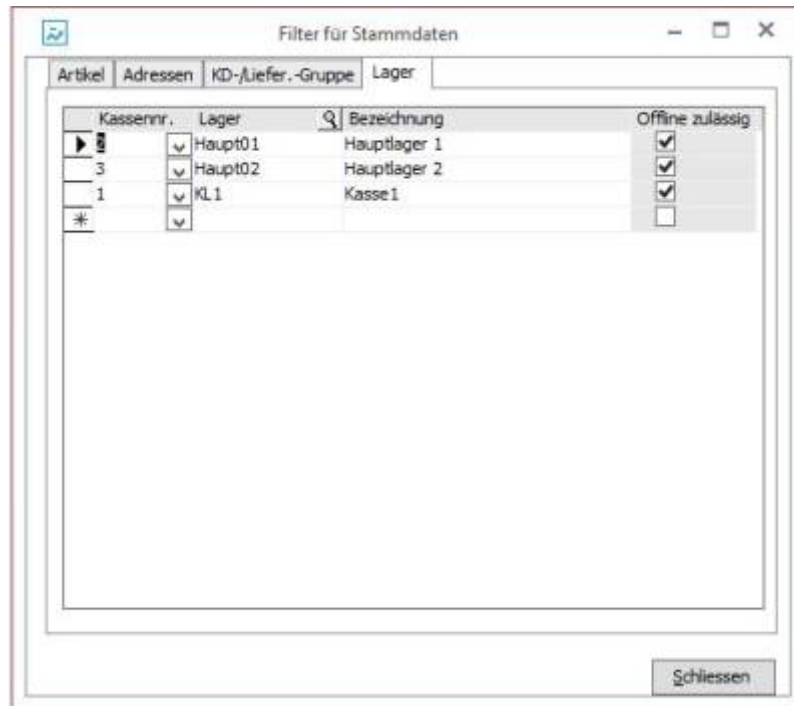 Filter für Stammdaten
Artikel Adressen KD-/Liefer.-Gruppe Lager
Kassennr. Lager Bezeichnung Offline zulässig
2 Haupt01 Hauptlager 1
3 Haupt02 Hauptlager 2
1 KL1 Kasse1
Schliessen